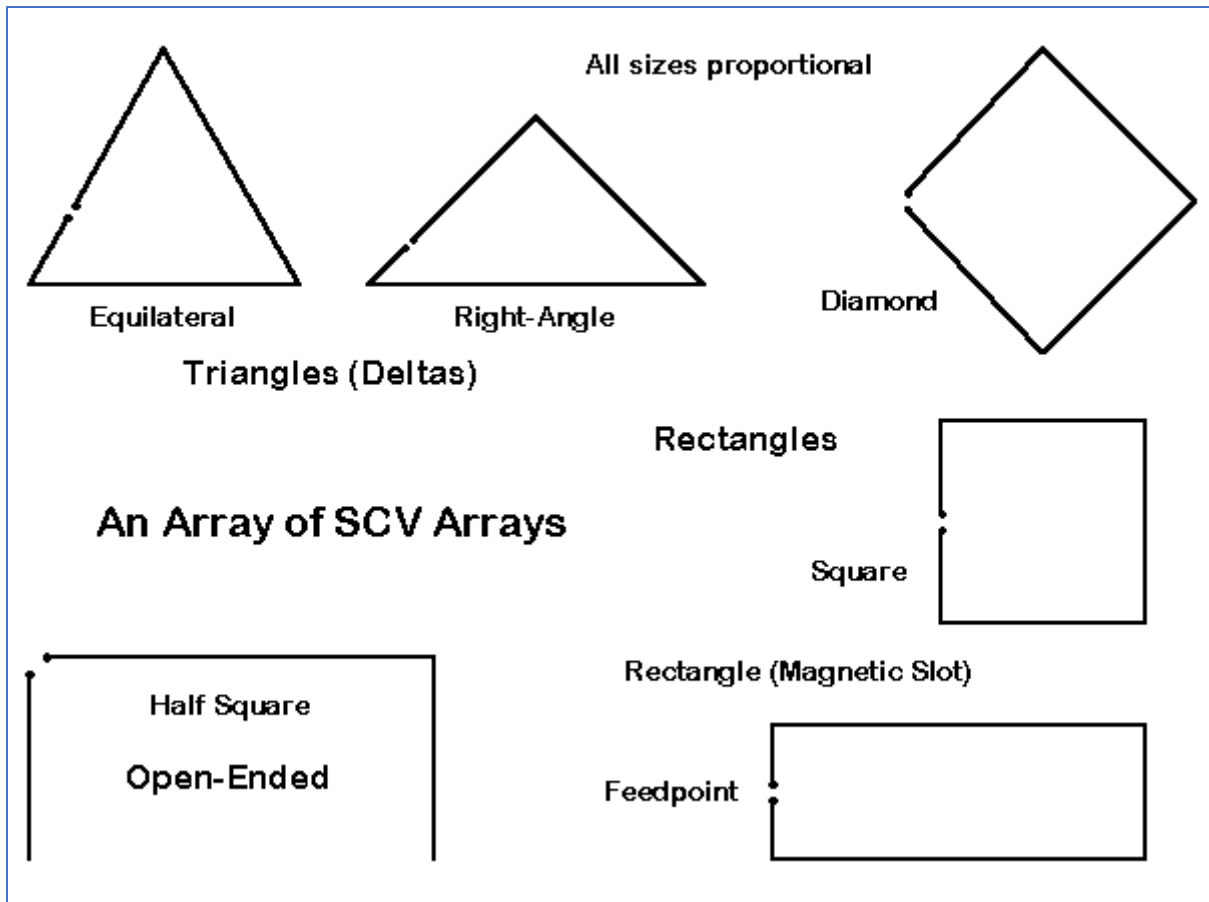 All sizes proportional
Equilateral
Right-Angle
Diamond
Triangles (Deltas)
Rectangles
An Array of SCV Arrays
Square
Rectangle (Magnetic Slot)
Half Square
Open-Ended
Feedpoint